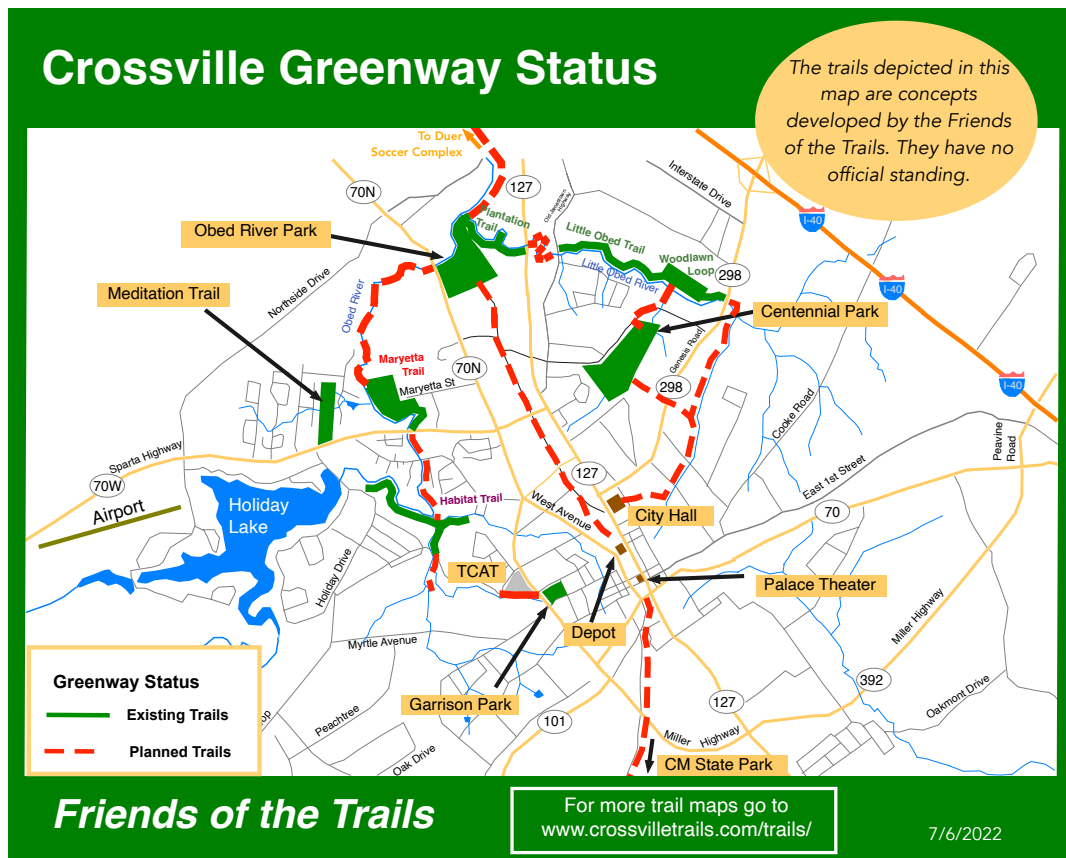 Crossville Greenway Status
The trails depicted in this
map are concepts
developed by the Friends
of the Trails. They have no
official standing.
To Duer
Soccer Complex
70N
127
Old Jamestown
Highway
Interstate Drive
Plantation
Trail
Little Obed Trail
Obed River Park
Little Obed River
Woodlawn
Loop
298
I-40
I-40
I-40
Northside Drive
Meditation Trail
Obed River
Centennial Park
Genesis Road
Maryetta
Trail
Maryetta St
70N
298
Cooke Road
Peavine
Road
Sparta Highway
70W
Airport
Holiday
Lake
Habitat Trail
127
West Avenue
City Hall
East 1st Street
70
Holiday Drive
TCAT
Palace Theater
Depot
Miller Highway
Myrtle Avenue
Garrison Park
392
127
101
Oakmont Drive
Peachtree
op
Oak Drive
Miller Highway
CM State Park
Greenway Status
Existing Trails
Planned Trails
Friends of the Trails
For more trail maps go to
www.crossvilletrails.com/trails/
7/6/2022